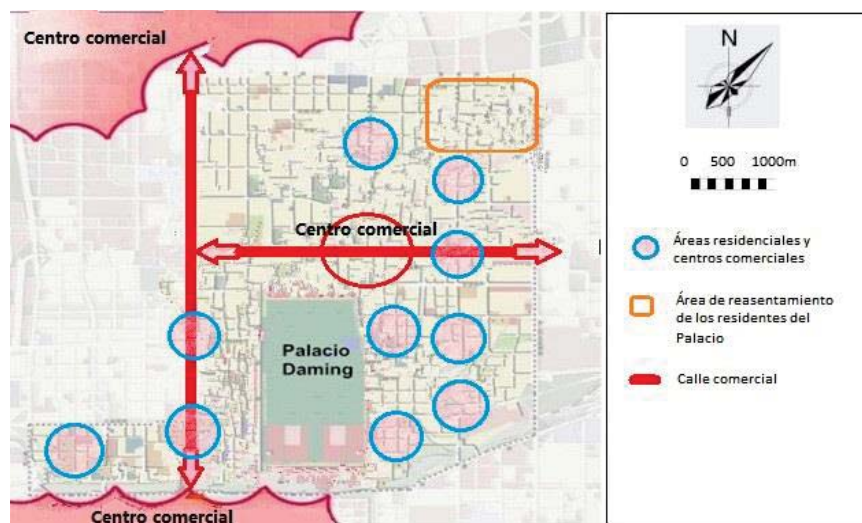 Centro comercial
Centro comercial
Palacio
Daming
Centro comercial
N
0 500 1000m
Áreas residenciales y
centros comerciales
Área de reasentamiento
de los residentes del
Palacio
Calle comercial